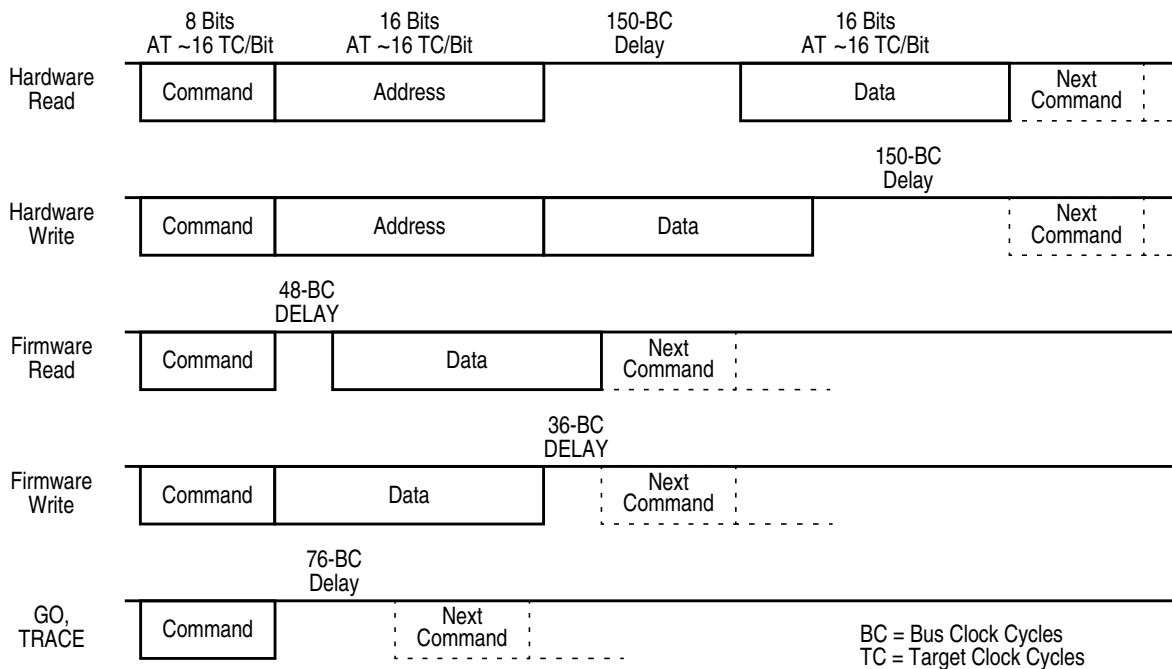 8 Bits
AT ~16 TC/Bit
16 Bits
AT ~16 TC/Bit
150-BC
Delay
16 Bits
AT ~16 TC/Bit
Hardware
Read
Command
Address
Data
Next
Command
150-BC
Delay
Hardware
Write
Command
Address
Data
Next
Command
48-BC
DELAY
Firmware
Read
Command
Data
Next
Command
36-BC
DELAY
Firmware
Write
Command
Data
Next
Command
76-BC
Delay
GO,
TRACE
Command
Next
Command
BC = Bus Clock Cycles
TC = Target Clock Cycles